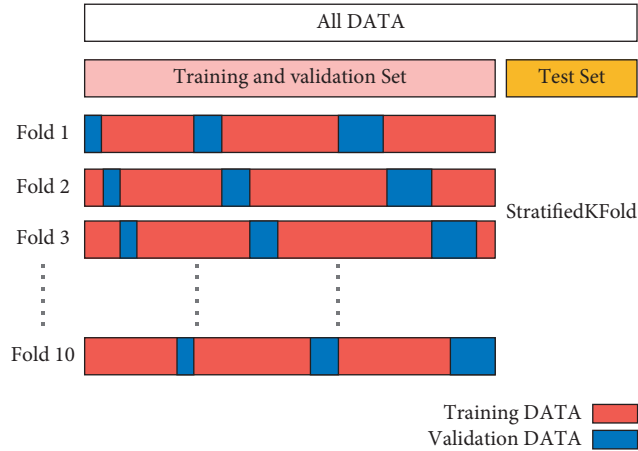 All DATA
Training and validation Set
Test Set
Fold 1
Fold 2
StratifiedKFold
Fold 3
Fold 10
Training DATA
Validation DATA